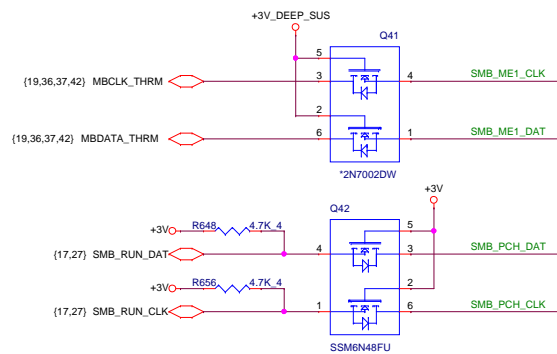 +3V_DEEP_SUS
Q41
5
{19,36,37,42} MBCLK_THRM 3 4 SMB_ME1_CLK
2
{19,36,37,42} MBDATA_THRM 6 1 SMB_ME1_DAT
*2N7002DW
+3V
Q42
+3V R648 4.7K_4 5
{17,27} SMB_RUN_DAT 4 3 SMB_PCH_DAT
+3V R656 4.7K_4 2
{17,27} SMB_RUN_CLK 1 6 SMB_PCH_CLK
SSM6N48FU